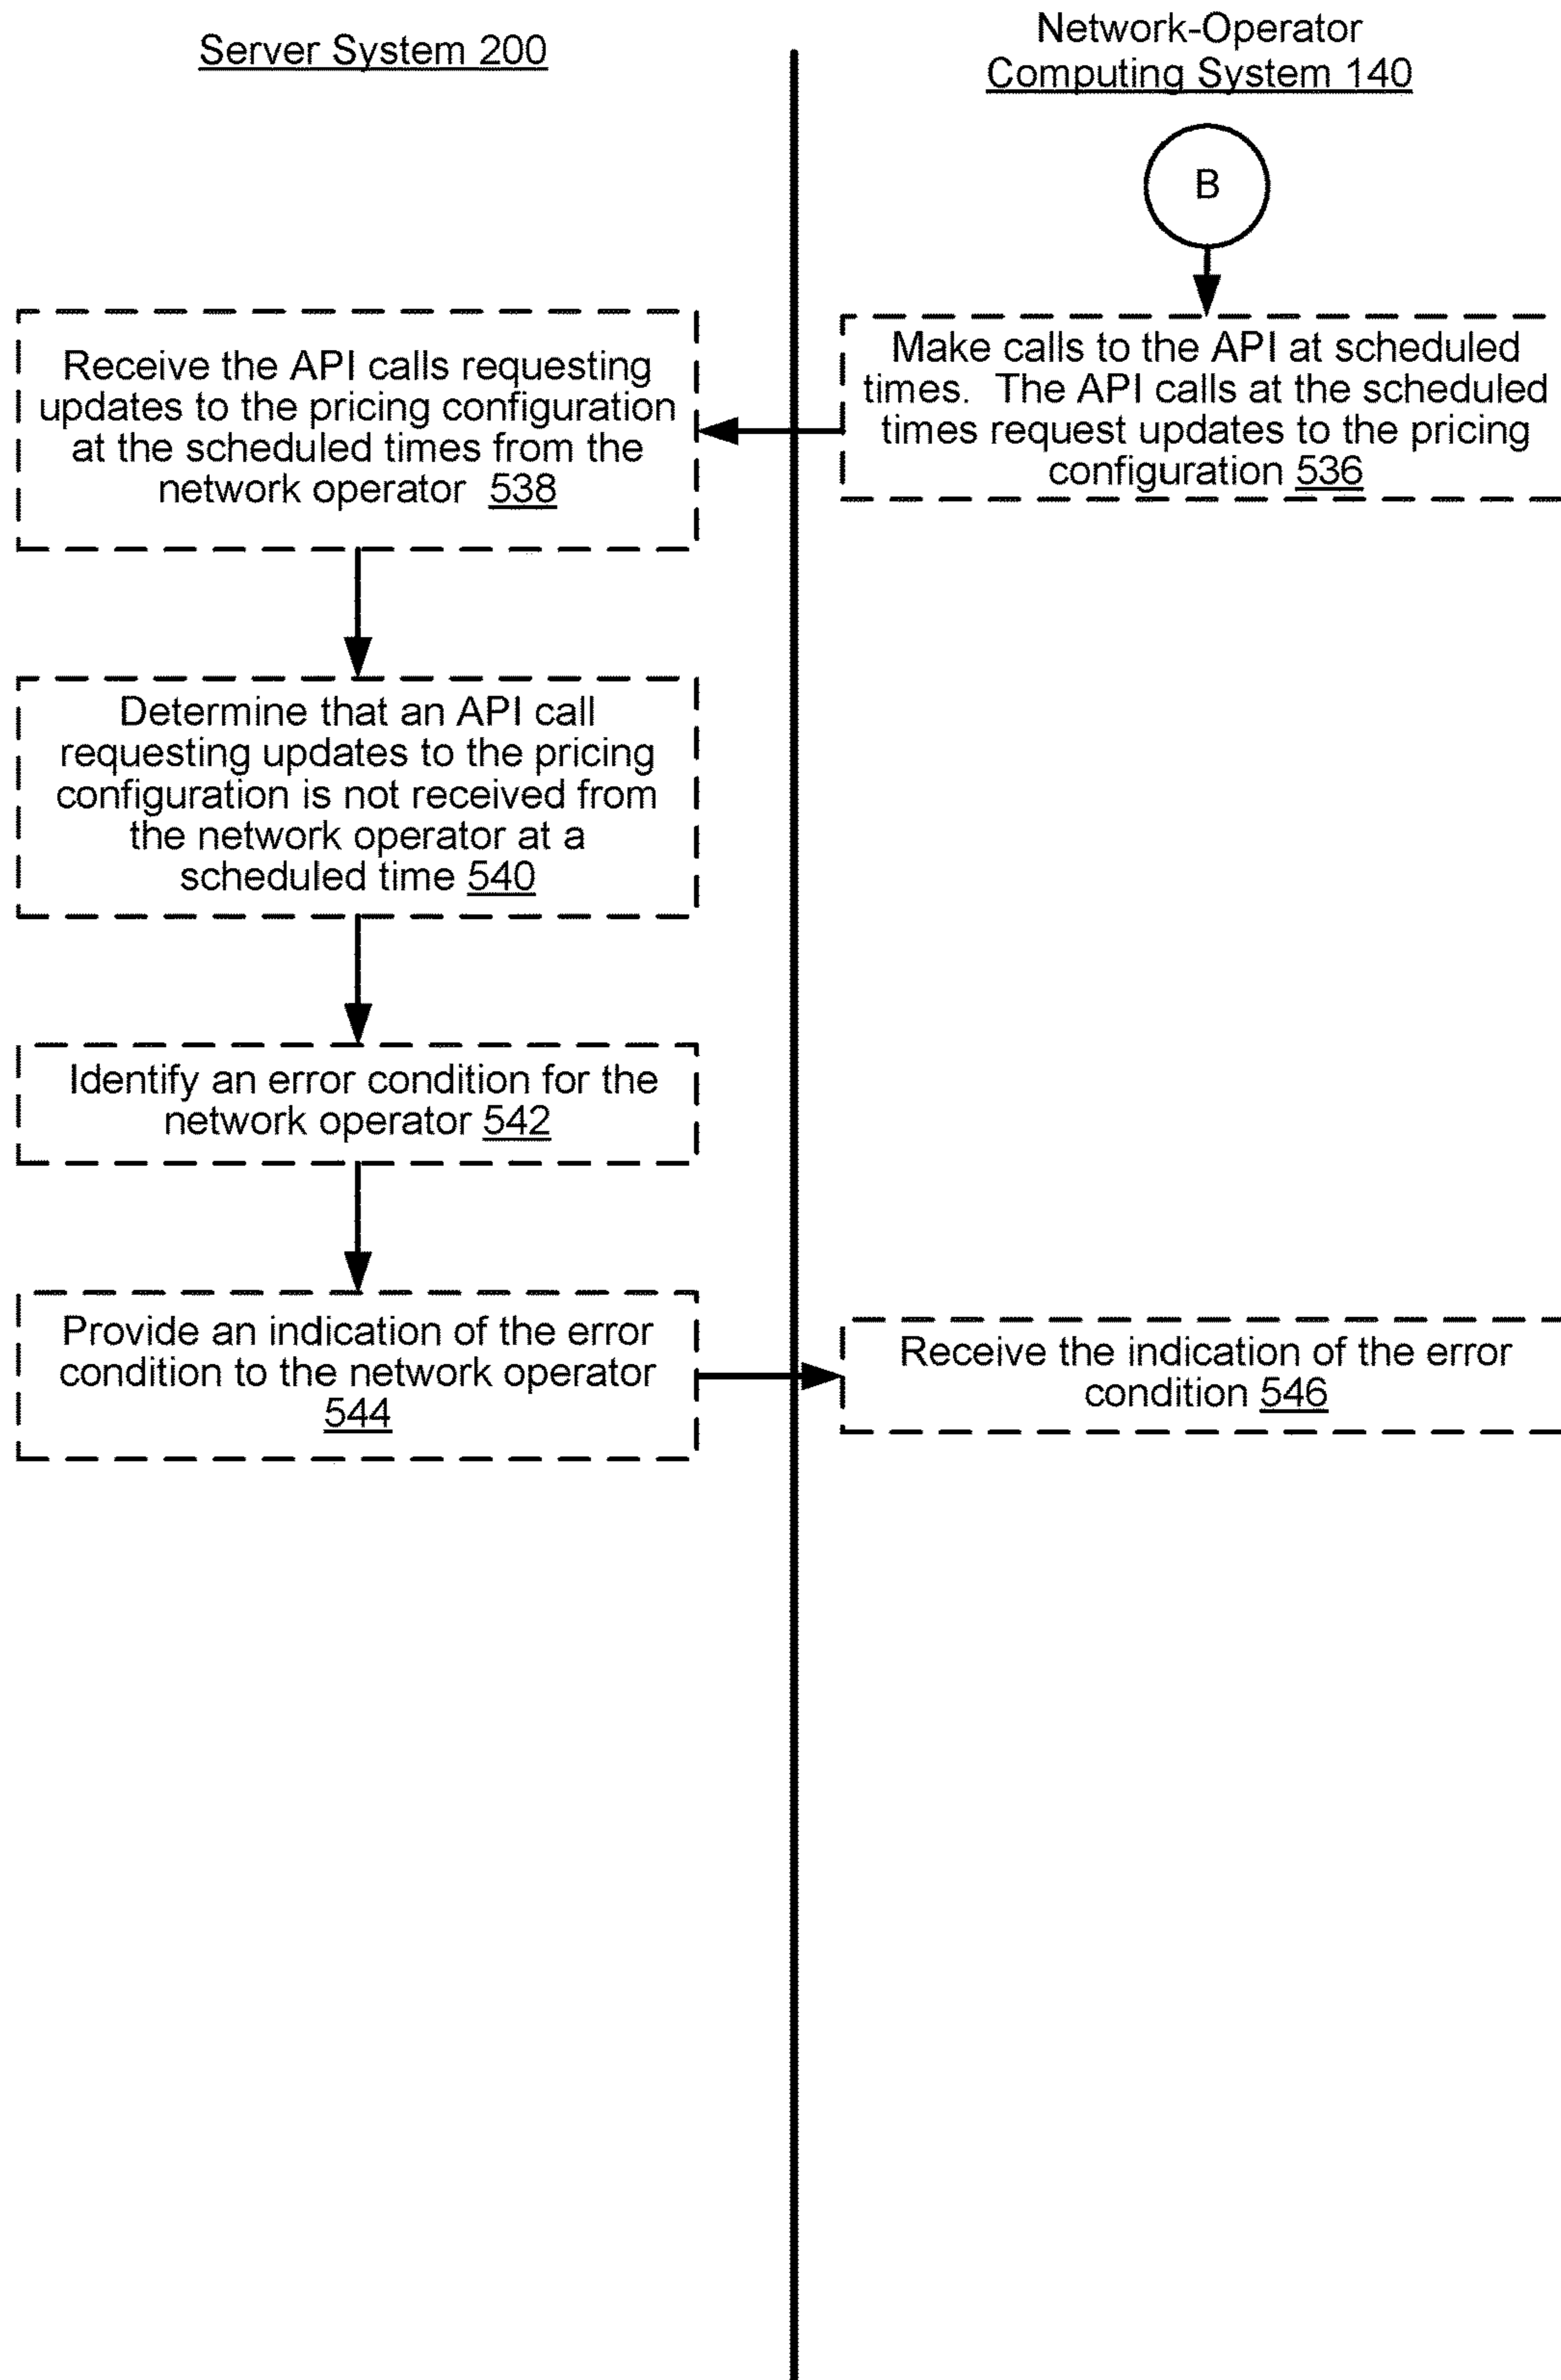 Server System 200
Network-Operator
Computing System 140
B
Make calls to the API at scheduled
times.  The API calls at the scheduled
times request updates to the pricing
configuration 536
Receive the API calls requesting
updates to the pricing configuration
at the scheduled times from the
network operator 538
Determine that an API call
requesting updates to the pricing
configuration is not received from
the network operator at a
scheduled time 540
Identify an error condition for the
network operator 542
Provide an indication of the error
condition to the network operator
544
Receive the indication of the error
condition 546